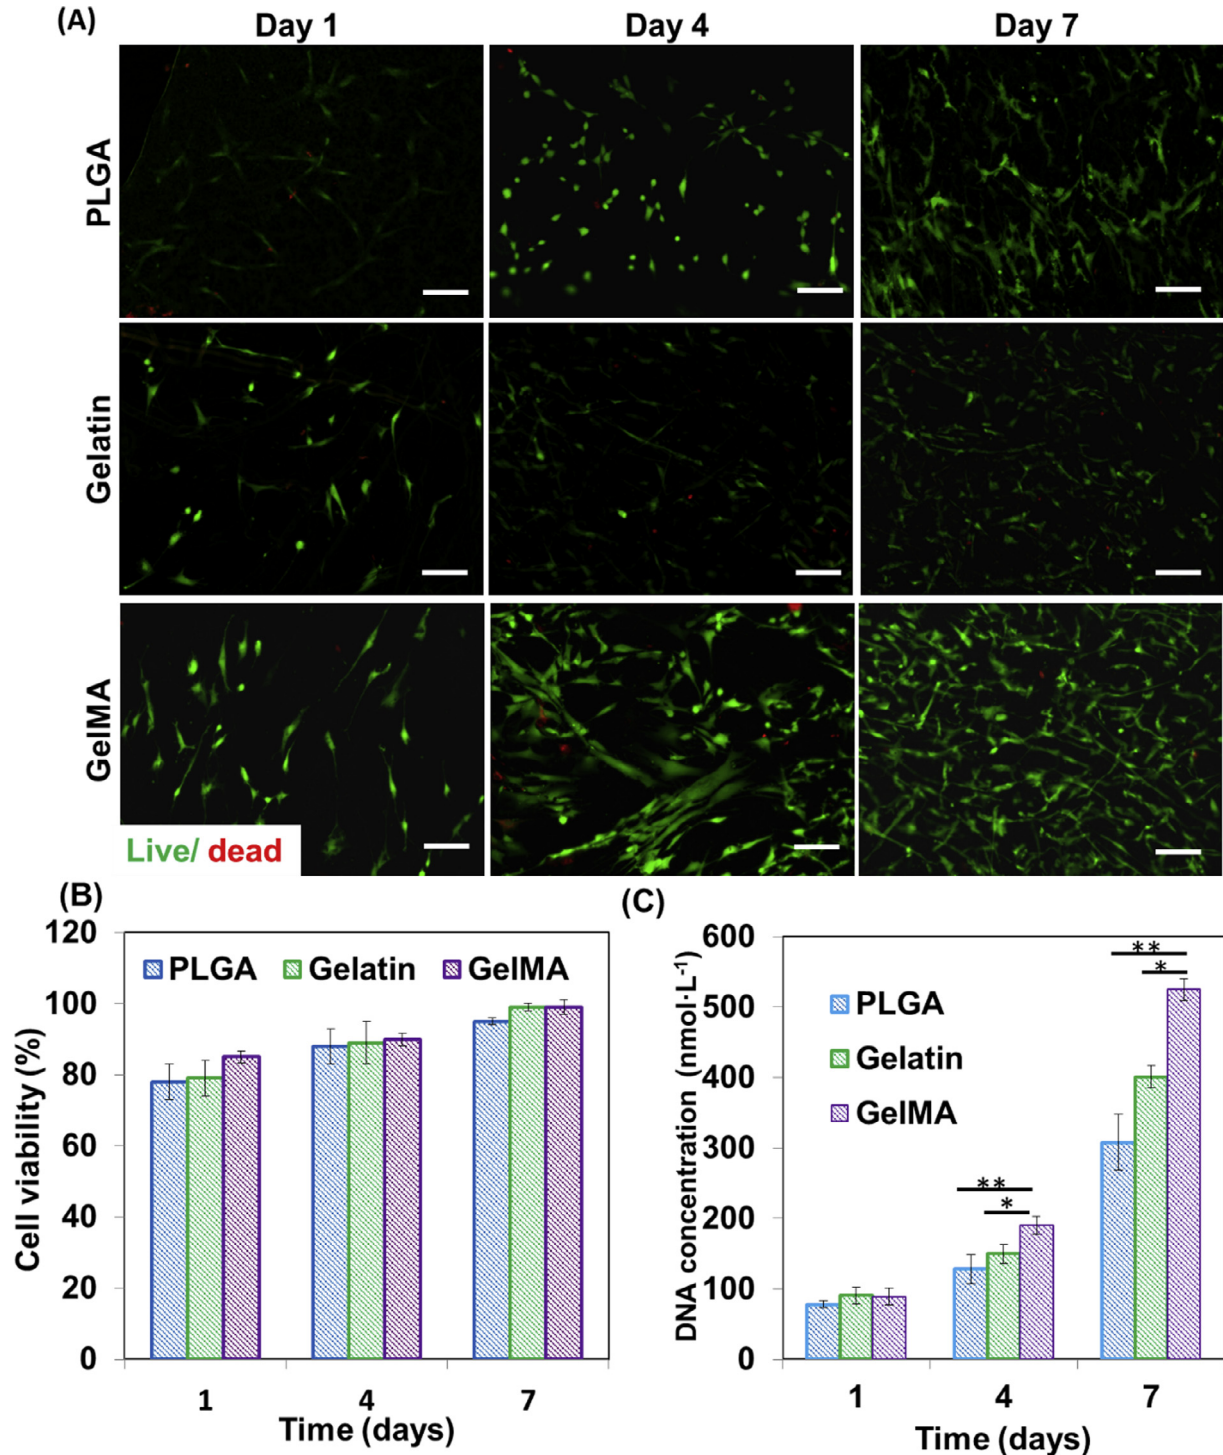 (A)
Day 1 Day 4 Day 7
PLGA
Gelatin
GelMA
Live/ dead
(B)
120
100
80
60
40
20
0
Cell viability (%)
PLGA Gelatin GelMA
1 4 7
Time (days)
(C)
600
500
400
300
200
100
0
DNA concentration (nmol·L⁻¹)
PLGA
Gelatin
GelMA
**
*
**
*
1 4 7
Time (days)